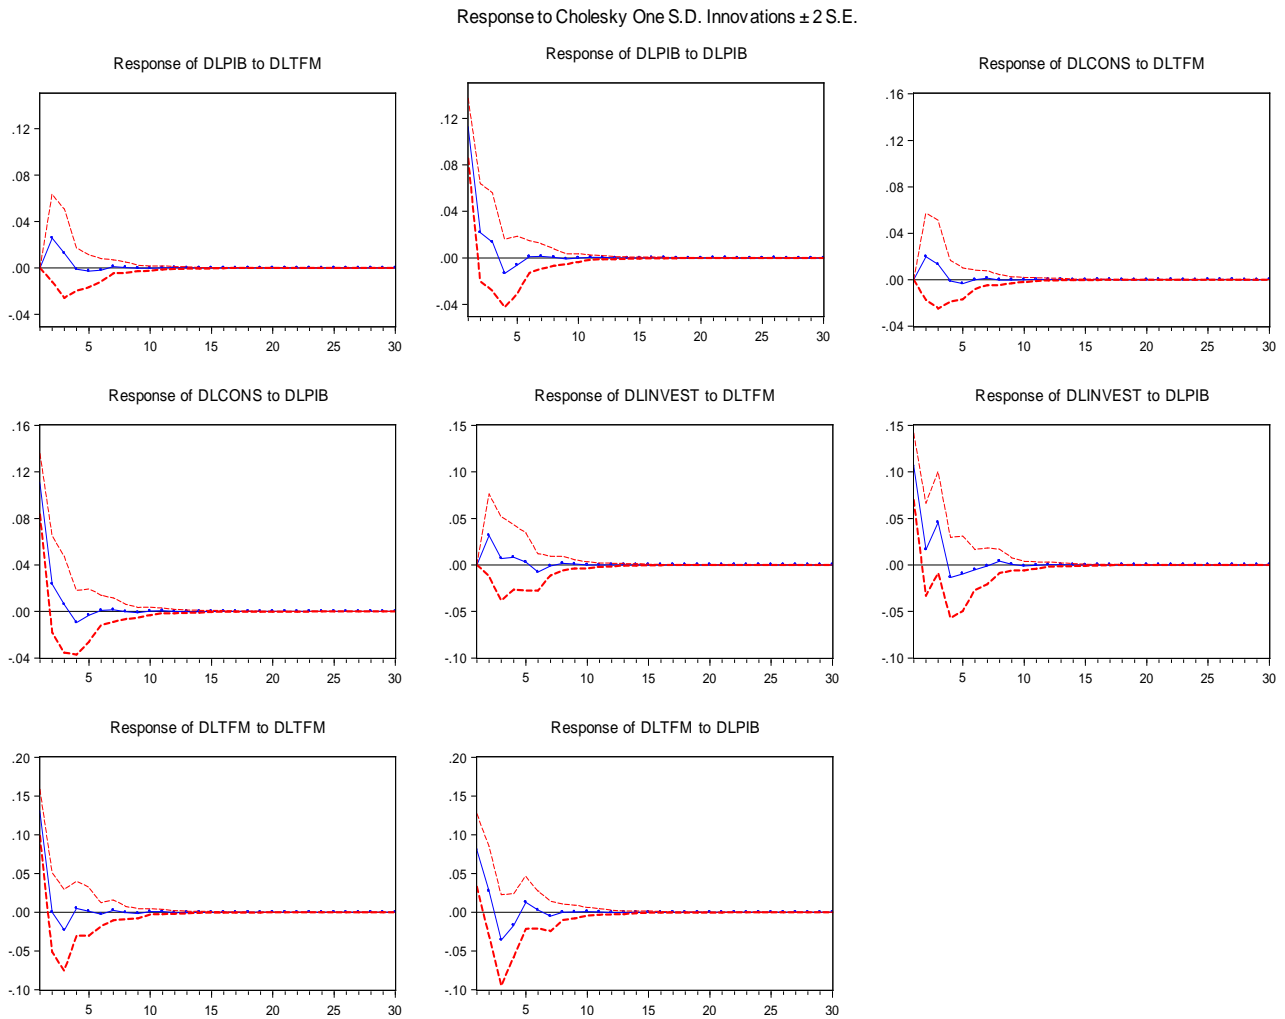 Response to Cholesky One S.D. Innovations ± 2 S.E.
Response of DLPIB to DLTFM
.12
.08
.04
.00
-.04
5 10 15 20 25 30
Response of DLPIB to DLPIB
.12
.08
.04
.00
-.04
5 10 15 20 25 30
Response of DLCONS to DLTFM
.16
.12
.08
.04
.00
-.04
5 10 15 20 25 30
Response of DLCONS to DLPIB
.16
.12
.08
.04
.00
-.04
5 10 15 20 25 30
Response of DLINVEST to DLTFM
.15
.10
.05
.00
-.05
-.10
5 10 15 20 25 30
Response of DLINVEST to DLPIB
.15
.10
.05
.00
-.05
-.10
5 10 15 20 25 30
Response of DLTFM to DLTFM
.20
.15
.10
.05
.00
-.05
-.10
5 10 15 20 25 30
Response of DLTFM to DLPIB
.20
.15
.10
.05
.00
-.05
-.10
5 10 15 20 25 30